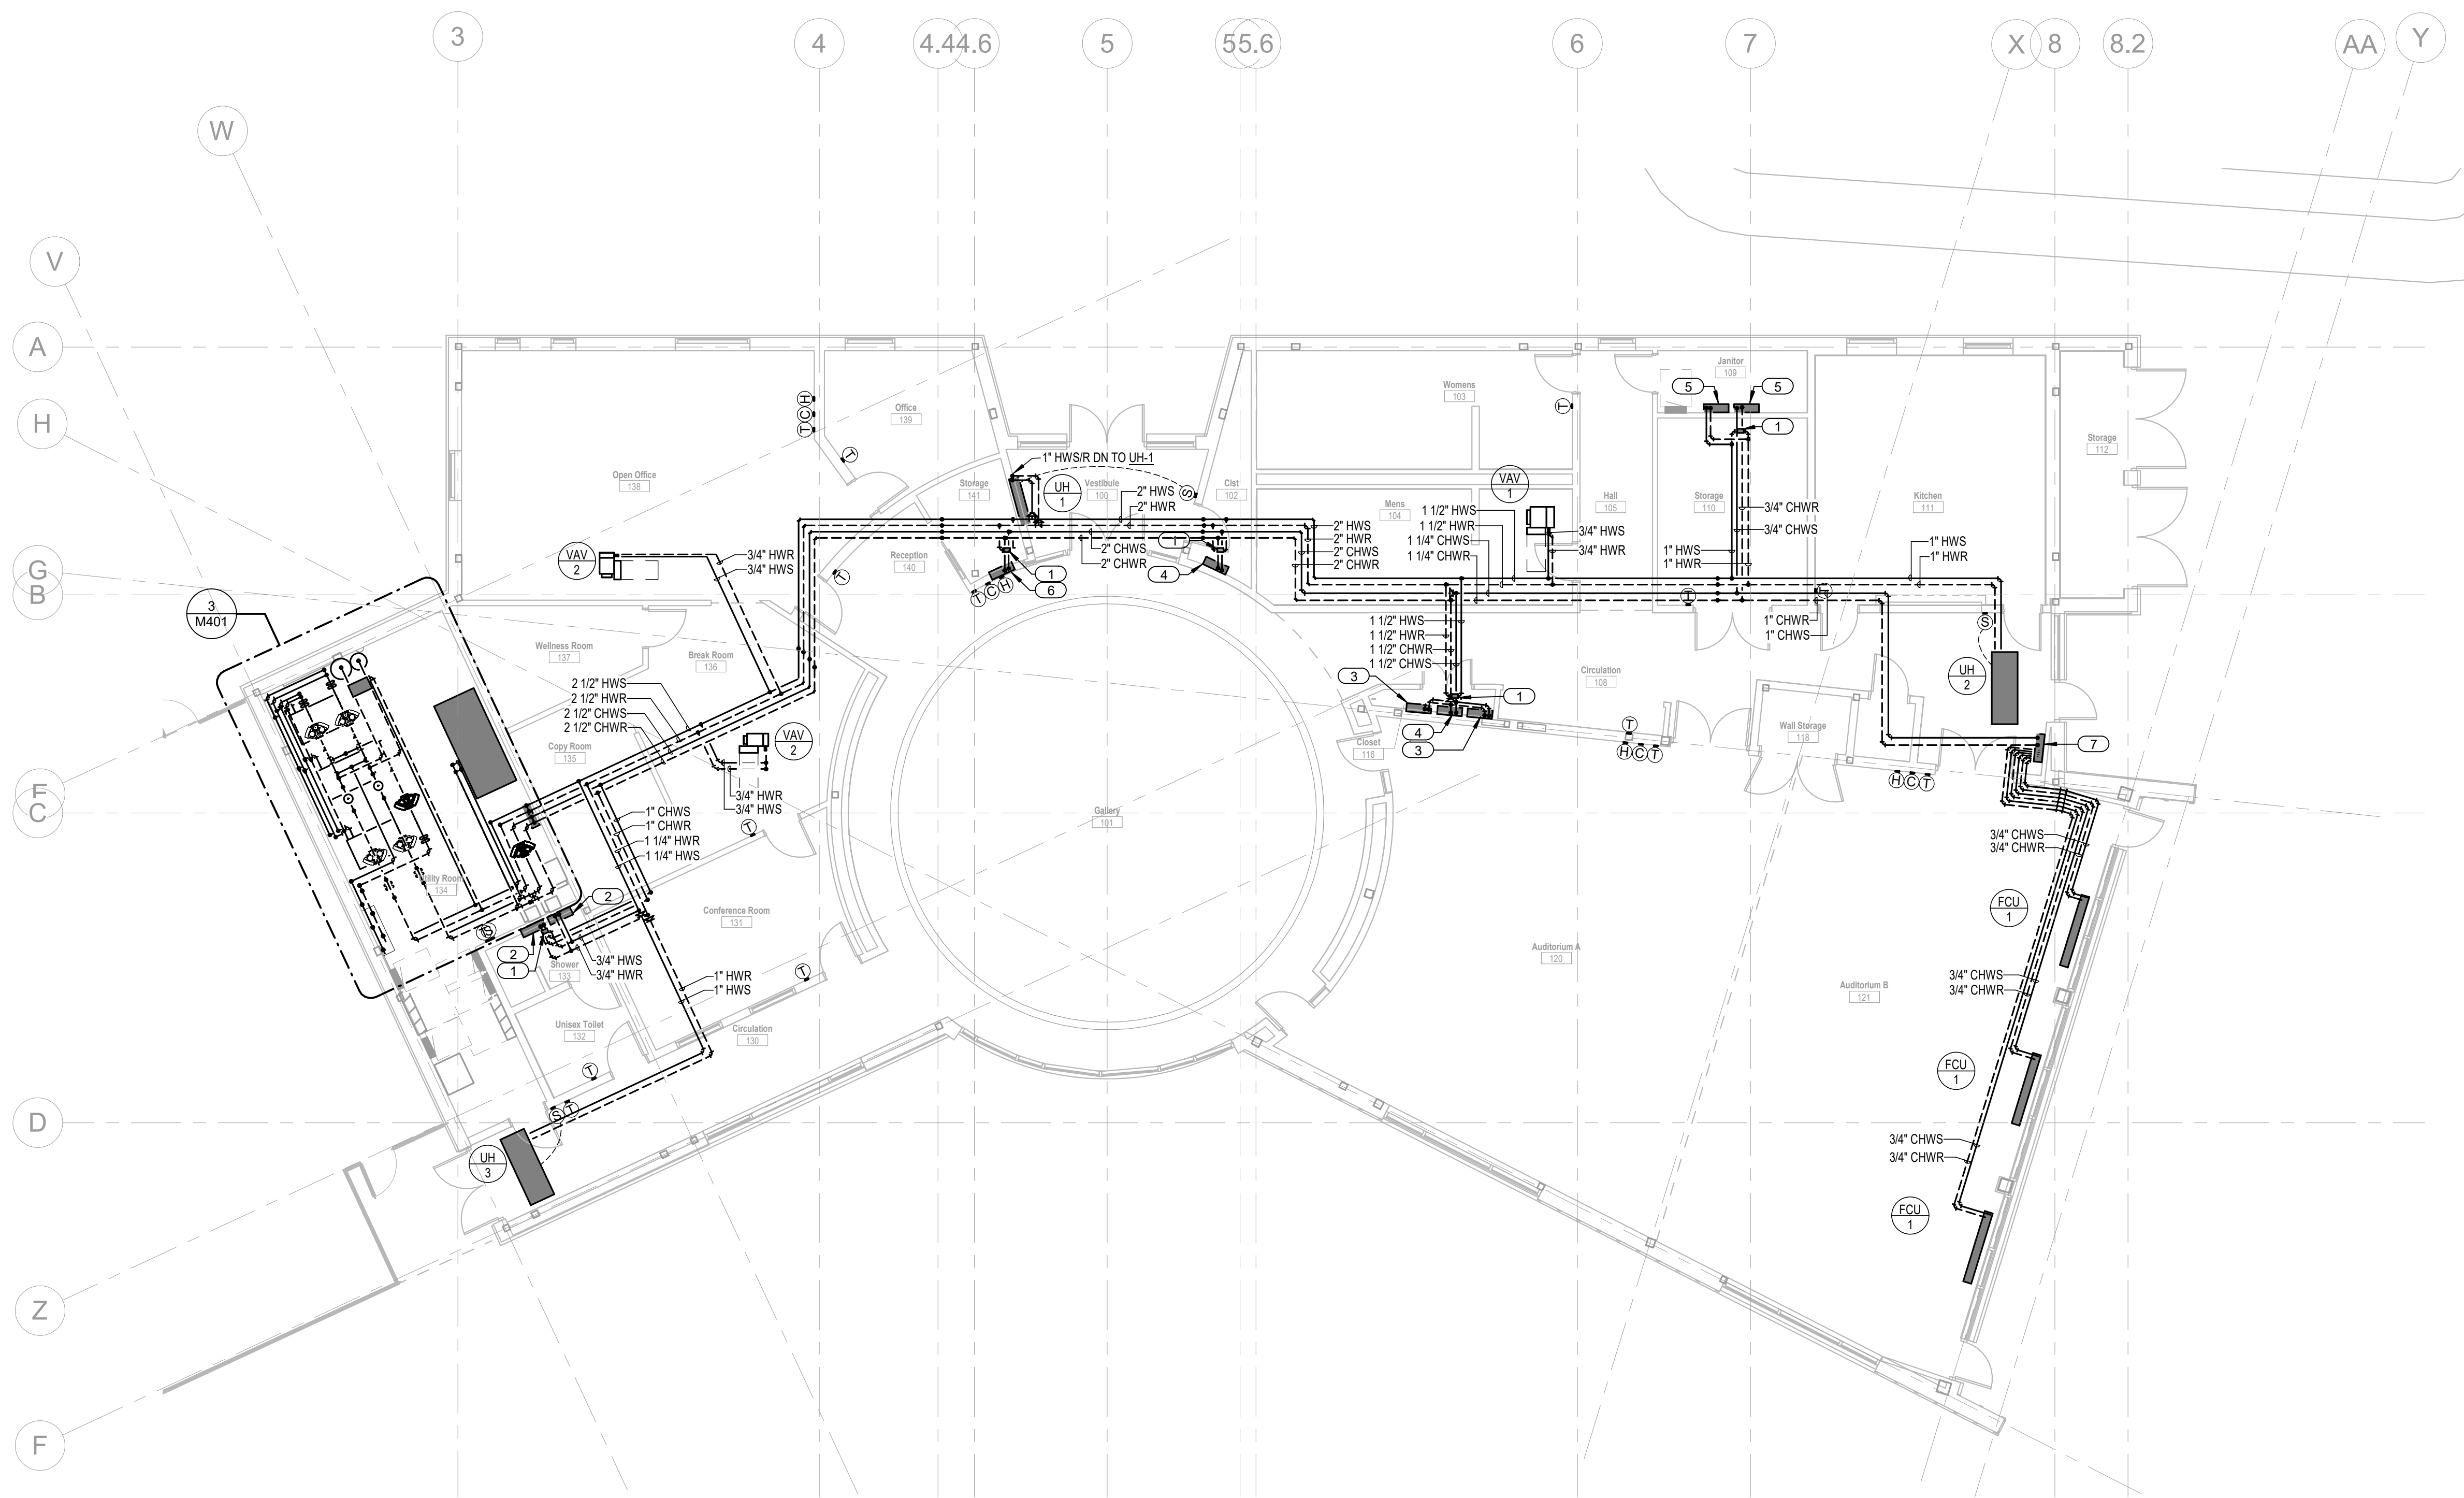 3
4
4.4
4.6
5
5
5.6
6
7
X
8
8.2
AA
Y
W
V
A
H
G
B
E
C
D
Z
F
Janitor
109
5
5
1
Womens
103
T
Office
139
H
C
T
T
Storage
112
Open Office
138
1" HWS/R DN TO UH-1
Storage
141
UH
1
Vestibule
100
S
Clst
102
2" HWS
2" HWR
VAV
1
Mens
104
Hall
105
Storage
110
Kitchen
111
3/4" CHWR
3/4" CHWS
1 1/2" HWS
1 1/2" HWR
1 1/4" CHWS
1 1/4" CHWR
2" HWS
2" HWR
2" CHWS
2" CHWR
3/4" HWS
3/4" HWR
1" HWS
1" HWR
1" HWS
1" HWR
2" CHWS
2" CHWR
1
VAV
2
3/4" HWR
3/4" HWS
Reception
140
T
1
6
4
T
C
H
T
T
1" CHWR
1" CHWS
S
3
M401
Wellness Room
137
Break Room
136
1 1/2" HWS
1 1/2" HWR
1 1/2" CHWR
1 1/2" CHWS
Circulation
108
UH
2
3
1
4
3
2 1/2" HWS
2 1/2" HWR
2 1/2" CHWS
2 1/2" CHWR
VAV
2
Copy Room
135
Closet
116
T
H
C
T
Wall Storage
118
7
H
C
T
3/4" HWR
3/4" HWS
1" CHWS
1" CHWR
1 1/4" HWR
1 1/4" HWS
T
Gallery
101
3/4" CHWS
3/4" CHWR
Utility Room
134
2
Conference Room
131
FCU
1
T
S
2
1
Shower
133
3/4" HWS
3/4" HWR
1" HWR
1" HWS
T
Auditorium A
120
Auditorium B
121
3/4" CHWS
3/4" CHWR
Unisex Toilet
132
Circulation
130
T
FCU
1
S
T
UH
3
3/4" CHWS
3/4" CHWR
FCU
1